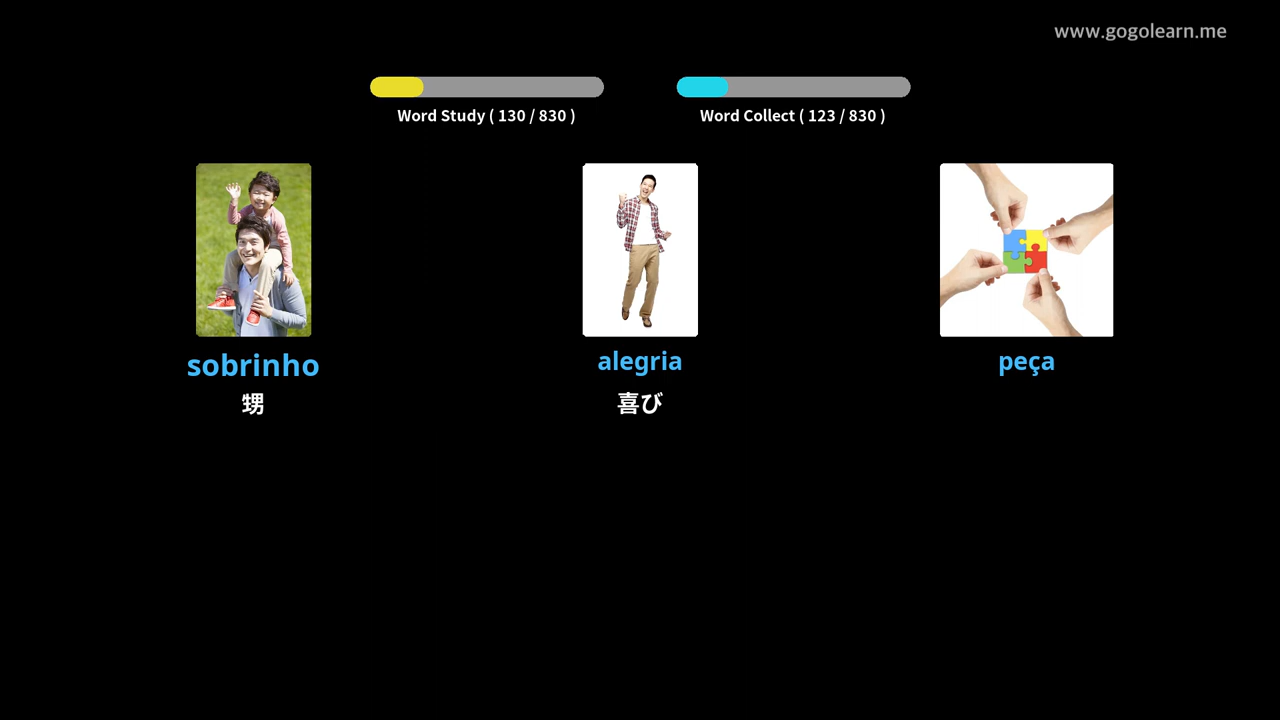 www.gogolearn.me
Word Study ( 130 / 830 )
Word Collect ( 123 / 830 )
sobrinho
alegria
peça
甥
喜び